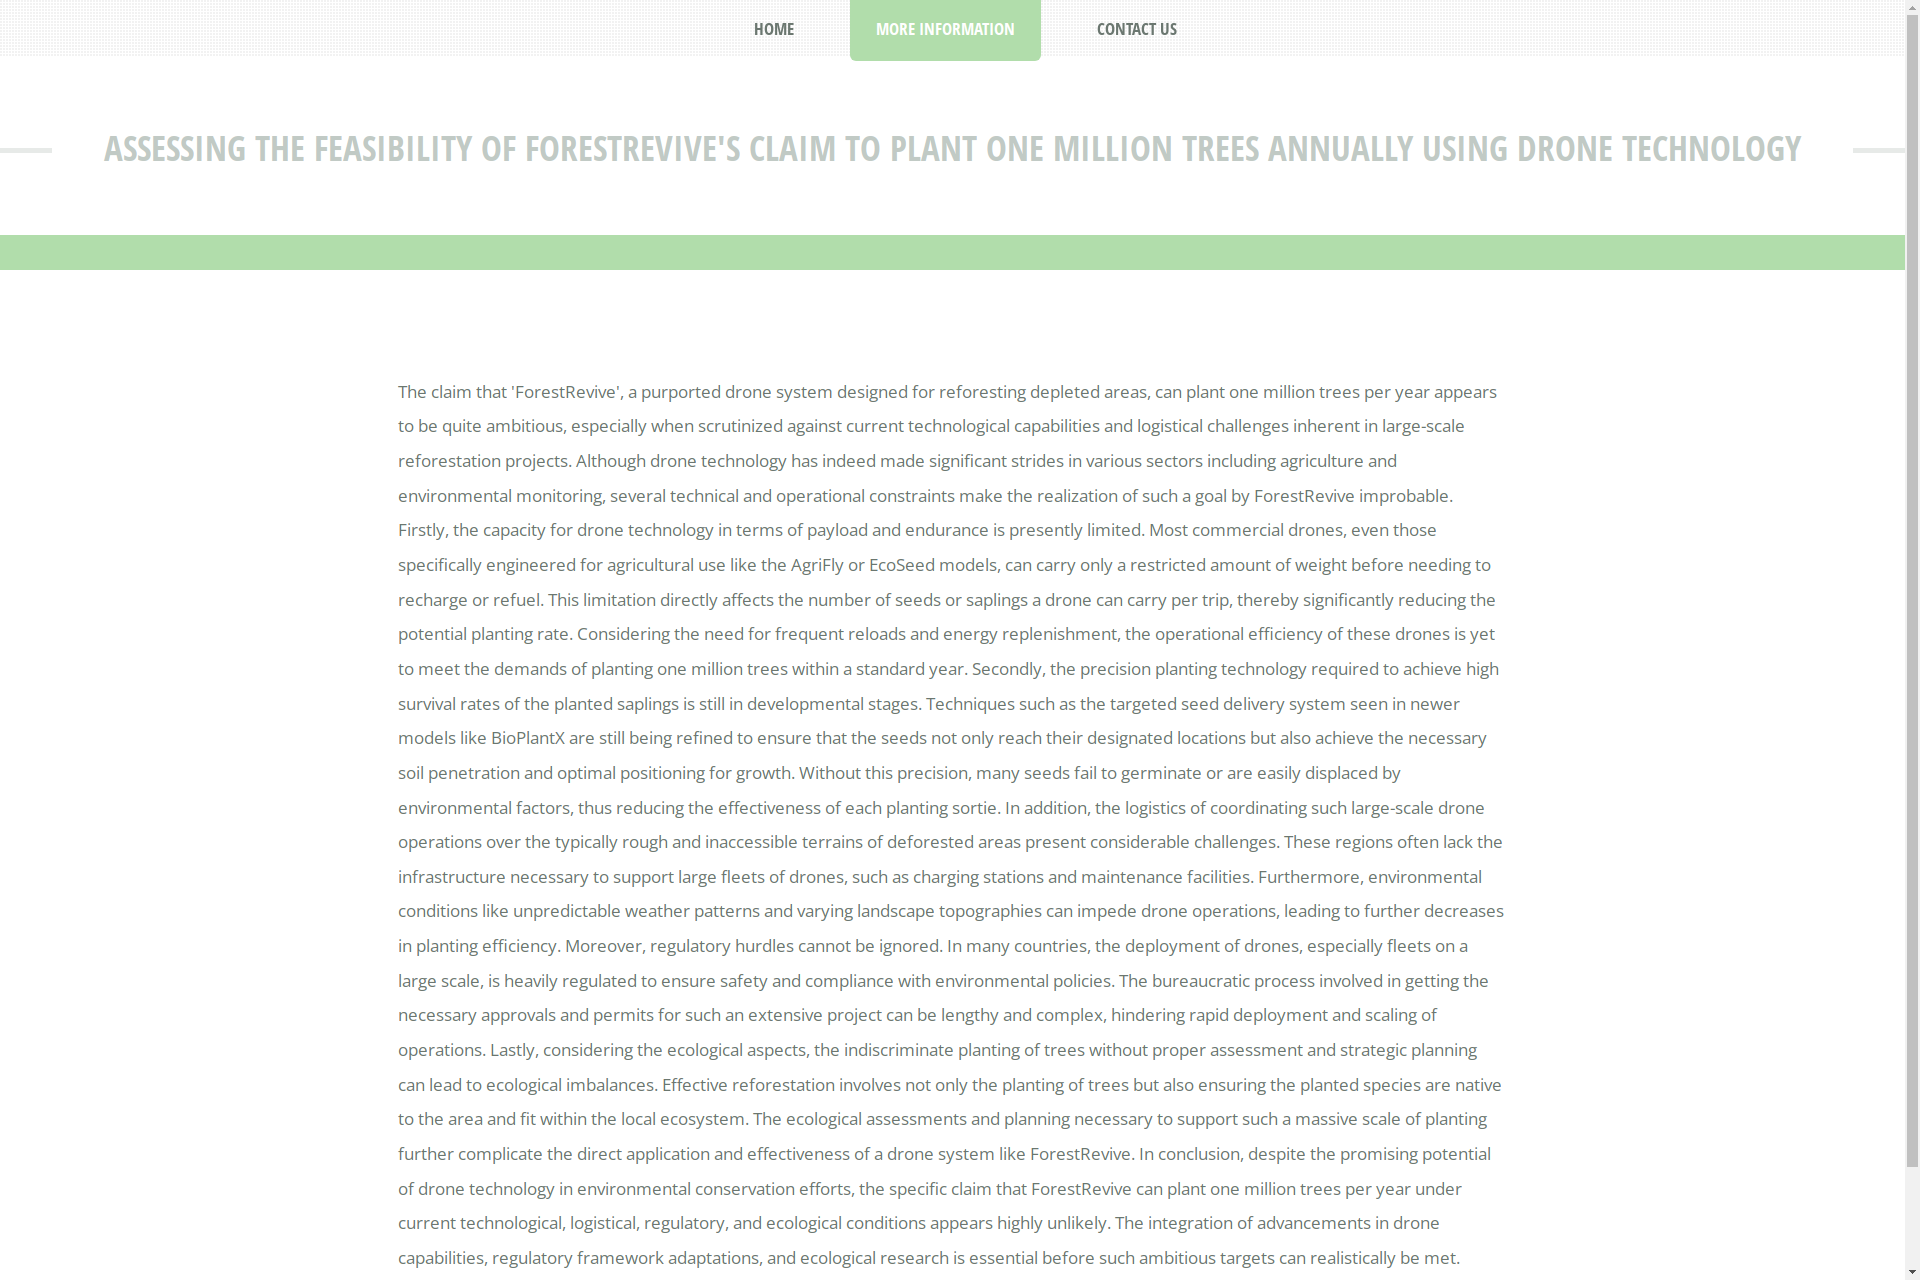 HOME
MORE INFORMATION
CONTACT US
ASSESSING THE FEASIBILITY OF FORESTREVIVE'S CLAIM TO PLANT ONE MILLION TREES ANNUALLY USING DRONE TECHNOLOGY
The claim that 'ForestRevive', a purported drone system designed for reforesting depleted areas, can plant one million trees per year appears
to be quite ambitious, especially when scrutinized against current technological capabilities and logistical challenges inherent in large-scale
reforestation projects. Although drone technology has indeed made significant strides in various sectors including agriculture and
environmental monitoring, several technical and operational constraints make the realization of such a goal by ForestRevive improbable.
Firstly, the capacity for drone technology in terms of payload and endurance is presently limited. Most commercial drones, even those
specifically engineered for agricultural use like the AgriFly or EcoSeed models, can carry only a restricted amount of weight before needing to
recharge or refuel. This limitation directly affects the number of seeds or saplings a drone can carry per trip, thereby significantly reducing the
potential planting rate. Considering the need for frequent reloads and energy replenishment, the operational efficiency of these drones is yet
to meet the demands of planting one million trees within a standard year. Secondly, the precision planting technology required to achieve high
survival rates of the planted saplings is still in developmental stages. Techniques such as the targeted seed delivery system seen in newer
models like BioPlantX are still being refined to ensure that the seeds not only reach their designated locations but also achieve the necessary
soil penetration and optimal positioning for growth. Without this precision, many seeds fail to germinate or are easily displaced by
environmental factors, thus reducing the effectiveness of each planting sortie. In addition, the logistics of coordinating such large-scale drone
operations over the typically rough and inaccessible terrains of deforested areas present considerable challenges. These regions often lack the
infrastructure necessary to support large fleets of drones, such as charging stations and maintenance facilities. Furthermore, environmental
conditions like unpredictable weather patterns and varying landscape topographies can impede drone operations, leading to further decreases
in planting efficiency. Moreover, regulatory hurdles cannot be ignored. In many countries, the deployment of drones, especially fleets on a
large scale, is heavily regulated to ensure safety and compliance with environmental policies. The bureaucratic process involved in getting the
necessary approvals and permits for such an extensive project can be lengthy and complex, hindering rapid deployment and scaling of
operations. Lastly, considering the ecological aspects, the indiscriminate planting of trees without proper assessment and strategic planning
can lead to ecological imbalances. Effective reforestation involves not only the planting of trees but also ensuring the planted species are native
to the area and fit within the local ecosystem. The ecological assessments and planning necessary to support such a massive scale of planting
further complicate the direct application and effectiveness of a drone system like ForestRevive. In conclusion, despite the promising potential
of drone technology in environmental conservation efforts, the specific claim that ForestRevive can plant one million trees per year under
current technological, logistical, regulatory, and ecological conditions appears highly unlikely. The integration of advancements in drone
capabilities, regulatory framework adaptations, and ecological research is essential before such ambitious targets can realistically be met.